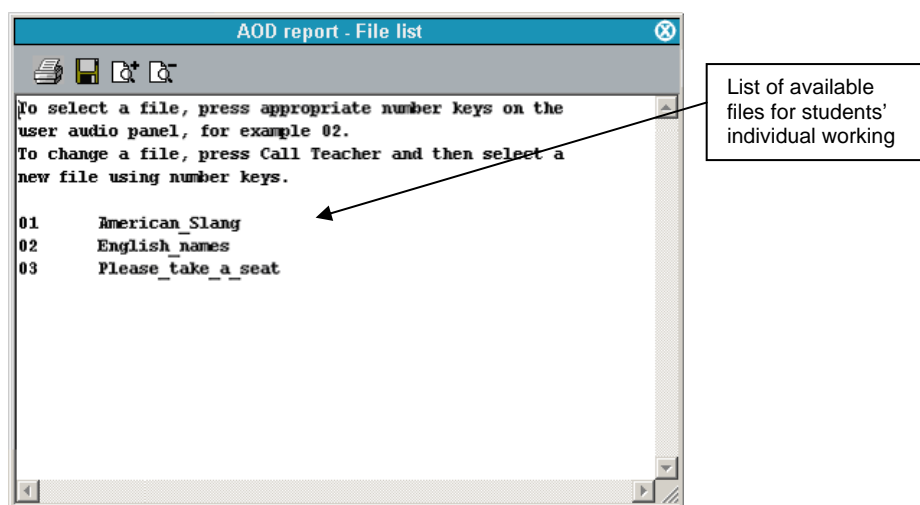 AOD report - File list
To select a file, press appropriate number keys on the
user audio panel, for example 02.
To change a file, press Call Teacher and then select a
new file using number keys.
01 American_Slang
02 English_names
03 Please_take_a_seat
List of available
files for students’
individual working